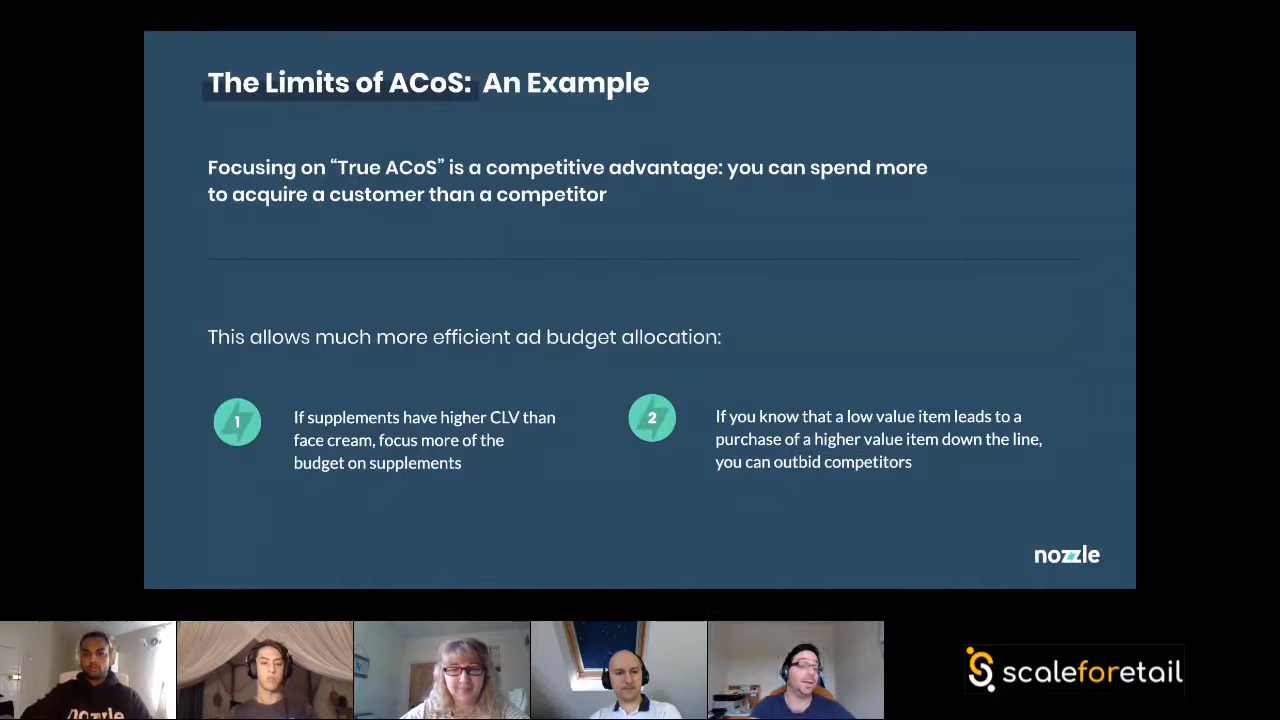 The Limits of ACoS: An Example
Focusing on “True ACoS” is a competitive advantage: you can spend more
to acquire a customer than a competitor
This allows much more efficient ad budget allocation:
1
If supplements have higher CLV than
face cream, focus more of the
budget on supplements
2
If you know that a low value item leads to a
purchase of a higher value item down the line,
you can outbid competitors
nozzle
nozzle
scaleforetail